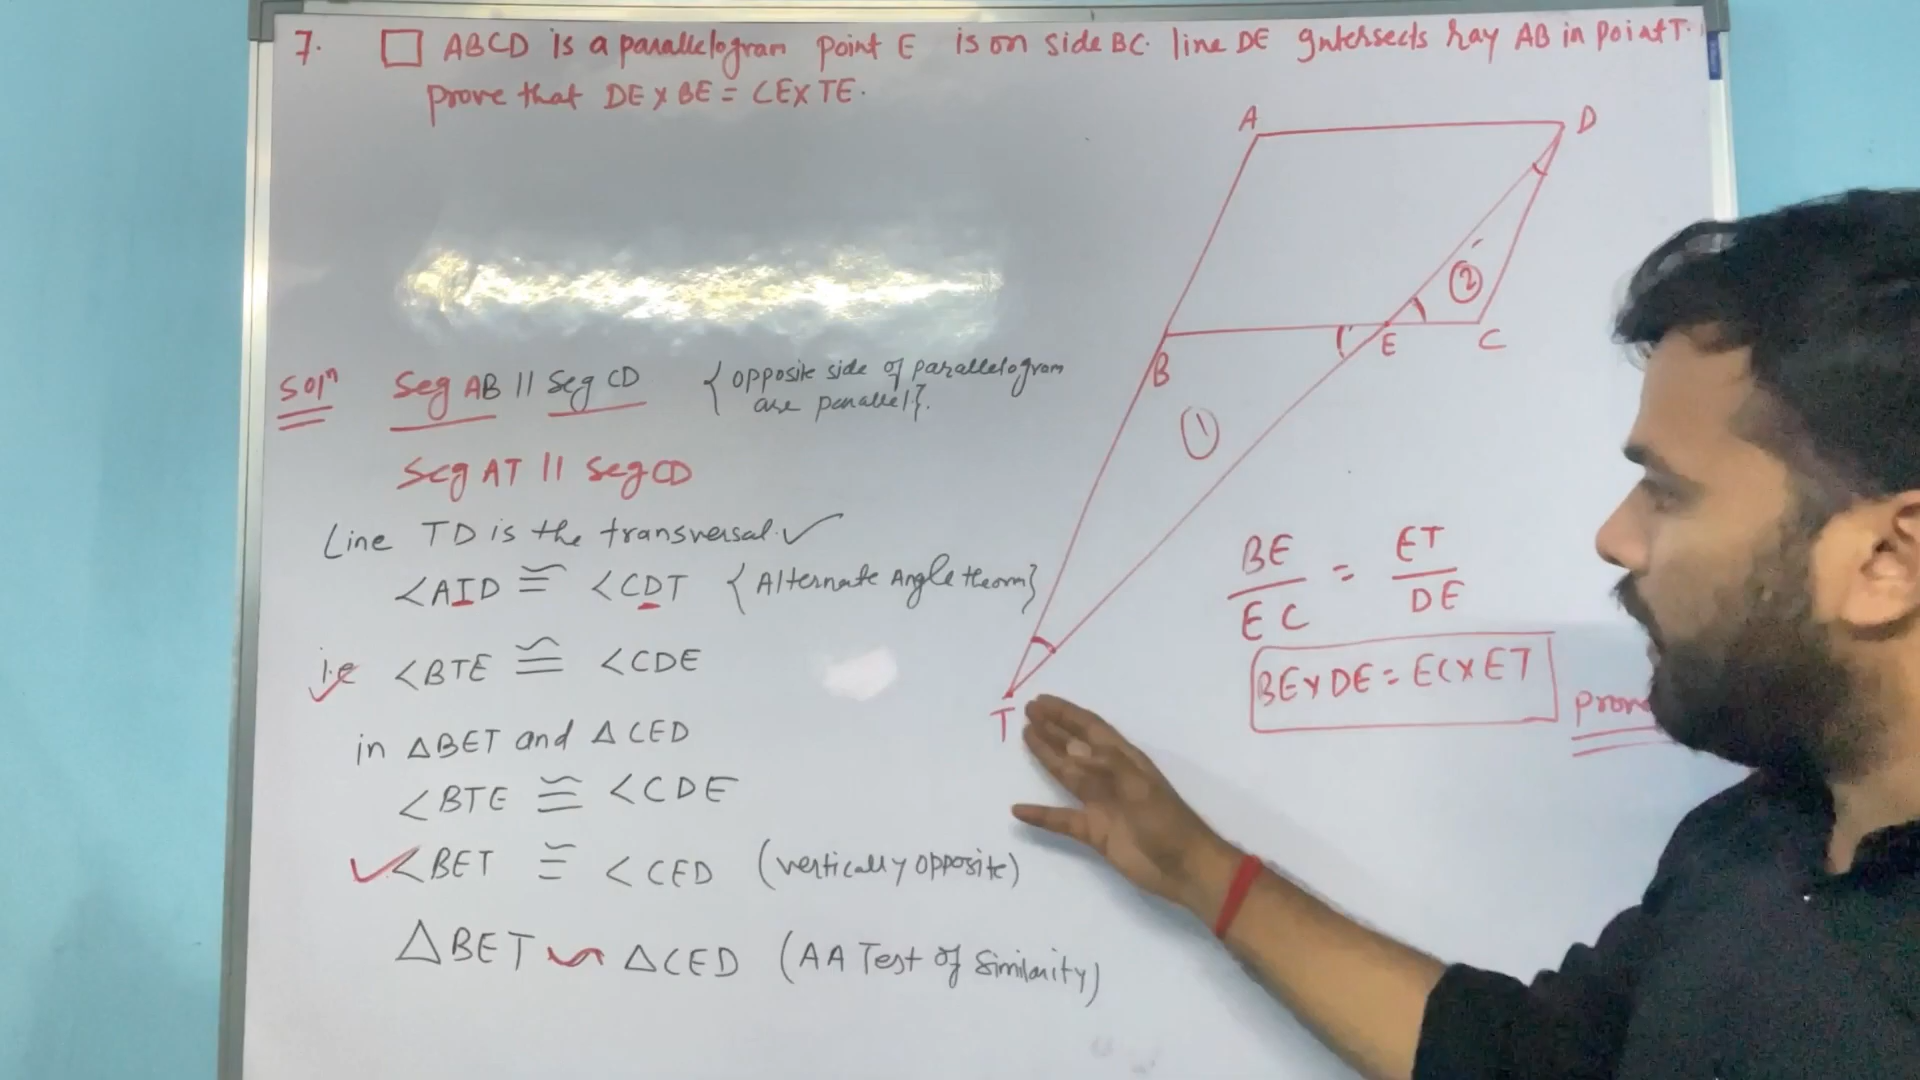 7. □ ABCD is a parallelogram point E is on side BC. line DE intersects ray AB in point T.
prove that DE x BE = CE x TE.
A
D
②
B
E
C
①
T
Soln Seg AB || Seg CD { opposite side of parallelogram
are parallel}.
Seg AT || Seg CD
Line TD is the transversal ✓
<AID ≅ <CDT { Alternate Angle theorm}
i.e <BTE ≅ <CDE
in △BET and △CED
<BTE ≅ <CDE
✓<BET ≅ <CED (vertically opposite)
△BET ~ △CED (AA Test of Similarity)
BE/EC = ET/DE
BE x DE = EC x ET